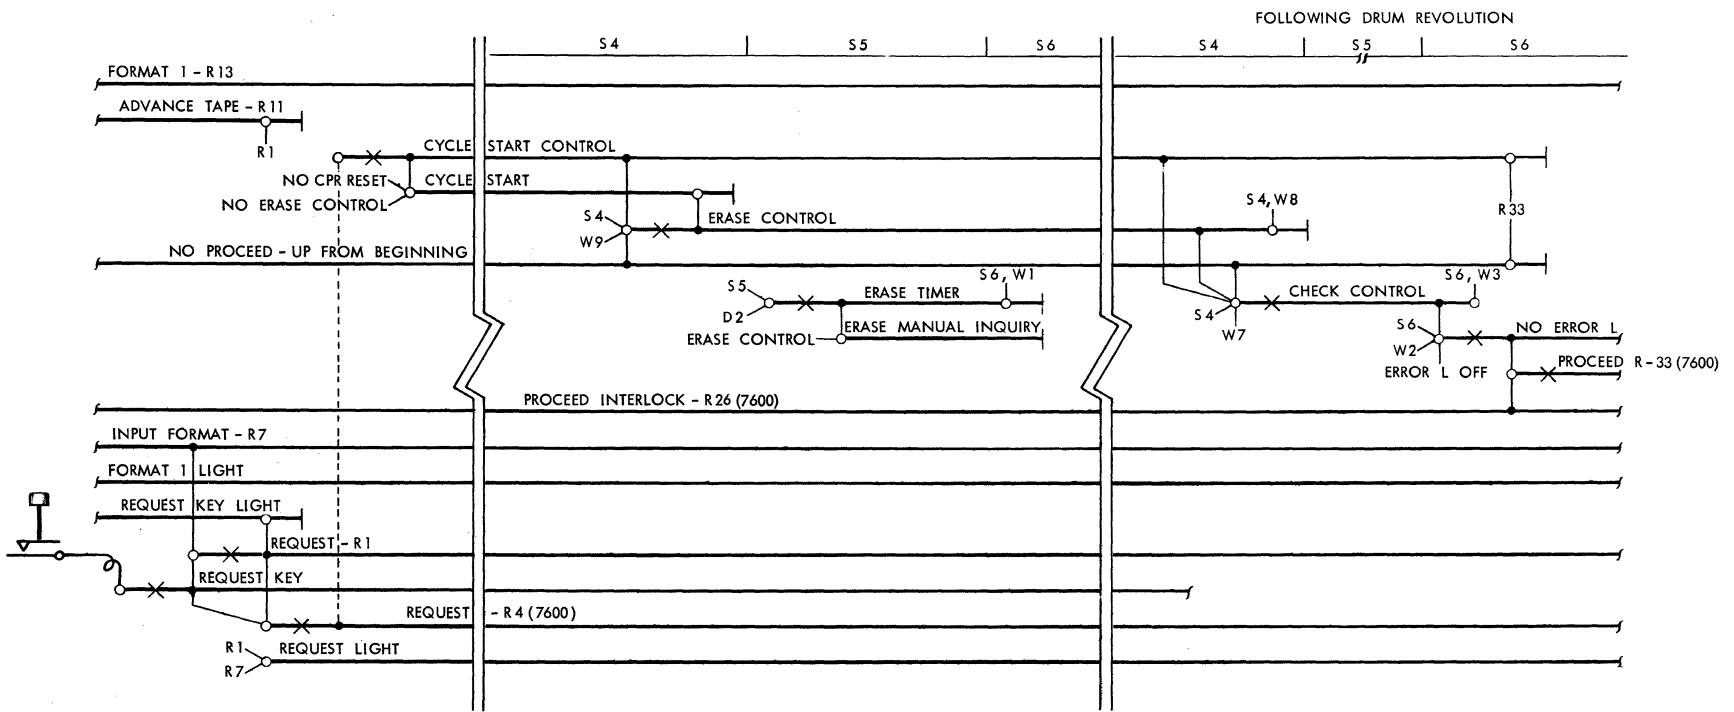 FOLLOWING DRUM REVOLUTION
S4 S5 S6 S4 S5 S6
FORMAT 1 - R13
ADVANCE TAPE - R11
R1
CYCLE START CONTROL
NO CPR RESET
CYCLE START
NO ERASE CONTROL
S4
W9
ERASE CONTROL
S4, W8
R33
NO PROCEED - UP FROM BEGINNING
S6, W1
S6, W3
S5
D2
ERASE TIMER
S4
W7
CHECK CONTROL
ERASE CONTROL
ERASE MANUAL INQUIRY
S6
W2
NO ERROR L
ERROR L OFF
PROCEED R-33 (7600)
PROCEED INTERLOCK - R26 (7600)
INPUT FORMAT - R7
FORMAT 1 LIGHT
REQUEST KEY LIGHT
REQUEST - R1
REQUEST KEY
REQUEST - R4 (7600)
R1
R7
REQUEST LIGHT